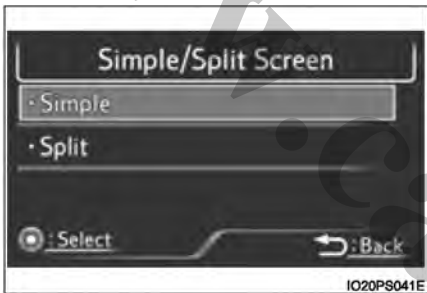 Simple/Split Screen
· Simple
· Split
:Select
:Back
IO20PS041E